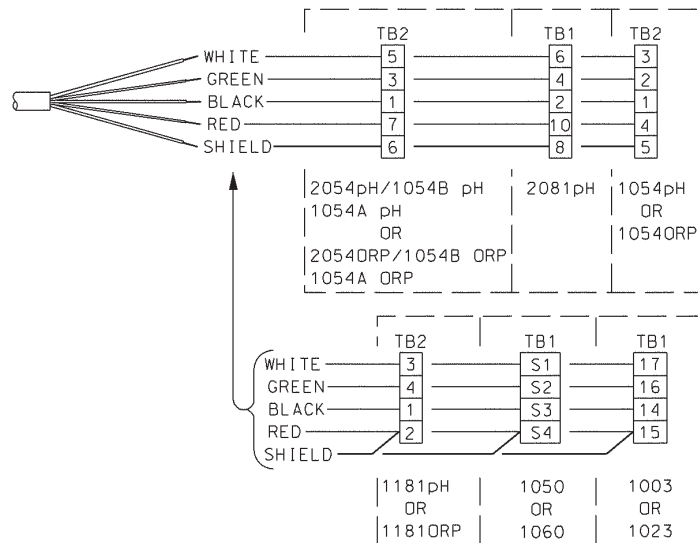 TB2 TB1 TB2
WHITE 5 6 3
GREEN 3 4 2
BLACK 1 2 1
RED 7 10 4
SHIELD 6 8 5
2054pH/1054B pH 2081pH 1054pH
1054A pH OR
OR 1054ORP
2054ORP/1054B ORP
1054A ORP
TB2 TB1 TB1
WHITE 3 S1 17
GREEN 4 S2 16
BLACK 1 S3 14
RED 2 S4 15
SHIELD
1181pH 1050 1003
OR OR OR
1181ORP 1060 1023